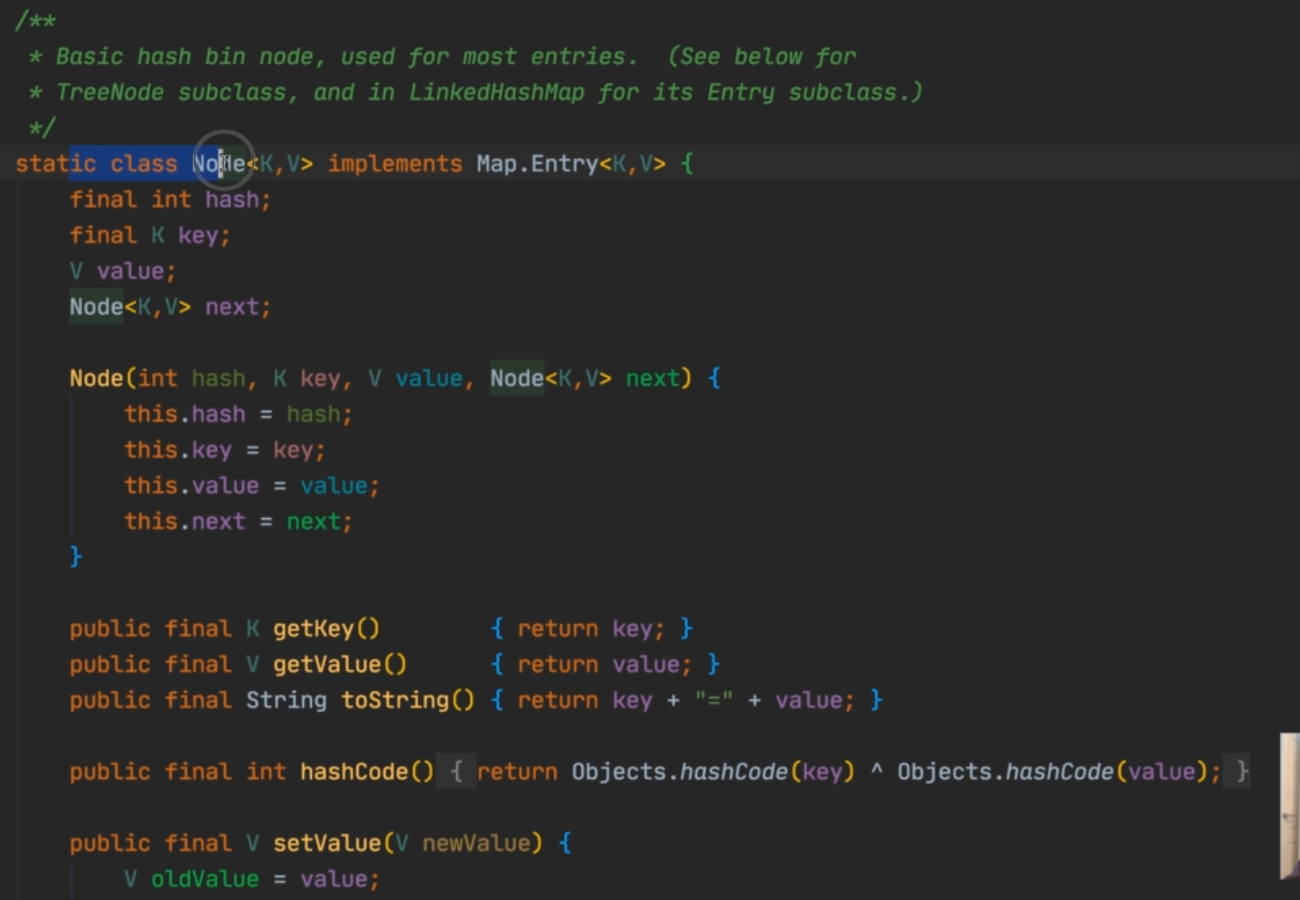 /**
 * Basic hash bin node, used for most entries.  (See below for
 * TreeNode subclass, and in LinkedHashMap for its Entry subclass.)
 */
static class Node<K,V> implements Map.Entry<K,V> {
    final int hash;
    final K key;
    V value;
    Node<K,V> next;

    Node(int hash, K key, V value, Node<K,V> next) {
        this.hash = hash;
        this.key = key;
        this.value = value;
        this.next = next;
    }

    public final K getKey()        { return key; }
    public final V getValue()      { return value; }
    public final String toString() { return key + "=" + value; }

    public final int hashCode() { return Objects.hashCode(key) ^ Objects.hashCode(value); }

    public final V setValue(V newValue) {
        V oldValue = value;